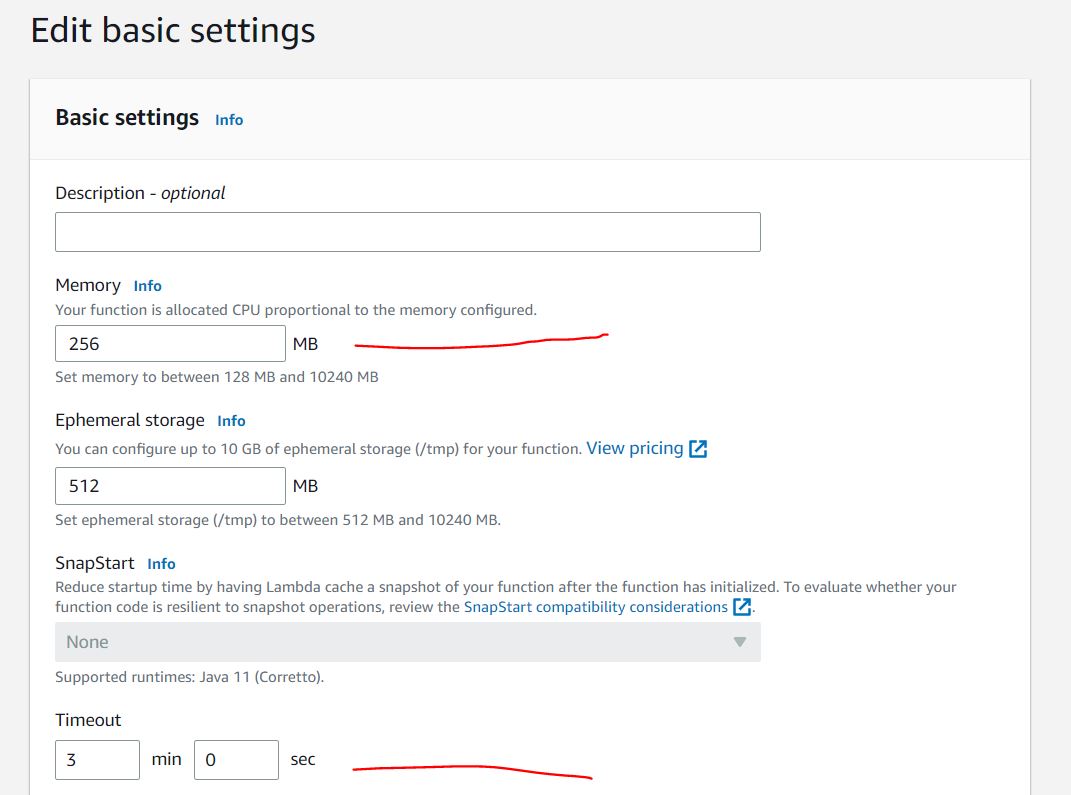 Edit basic settings
Basic settings Info
Description - optional
Memory Info
Your function is allocated CPU proportional to the memory configured.
256 MB
Set memory to between 128 MB and 10240 MB
Ephemeral storage Info
You can configure up to 10 GB of ephemeral storage (/tmp) for your function. View pricing
512 MB
Set ephemeral storage (/tmp) to between 512 MB and 10240 MB.
SnapStart Info
Reduce startup time by having Lambda cache a snapshot of your function after the function has initialized. To evaluate whether your
function code is resilient to snapshot operations, review the SnapStart compatibility considerations.
None
Supported runtimes: Java 11 (Corretto).
Timeout
3 min 0 sec